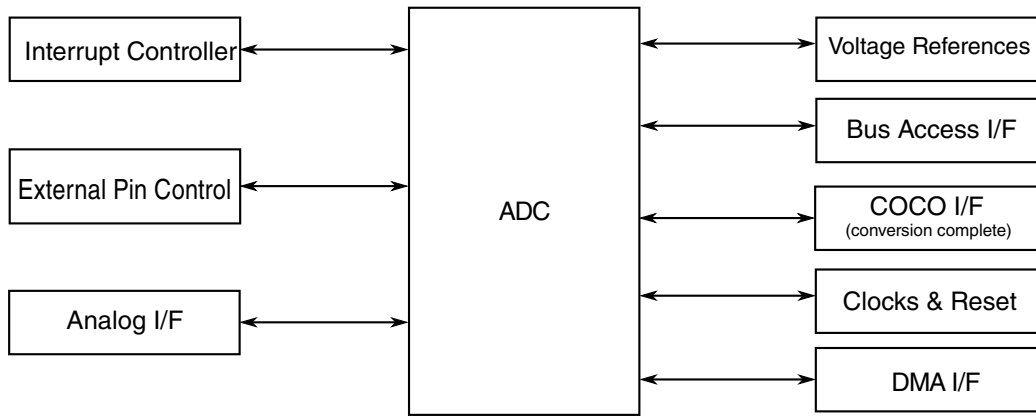 Interrupt Controller
External Pin Control
Analog I/F
ADC
Voltage References
Bus Access I/F
COCO I/F
(conversion complete)
Clocks & Reset
DMA I/F